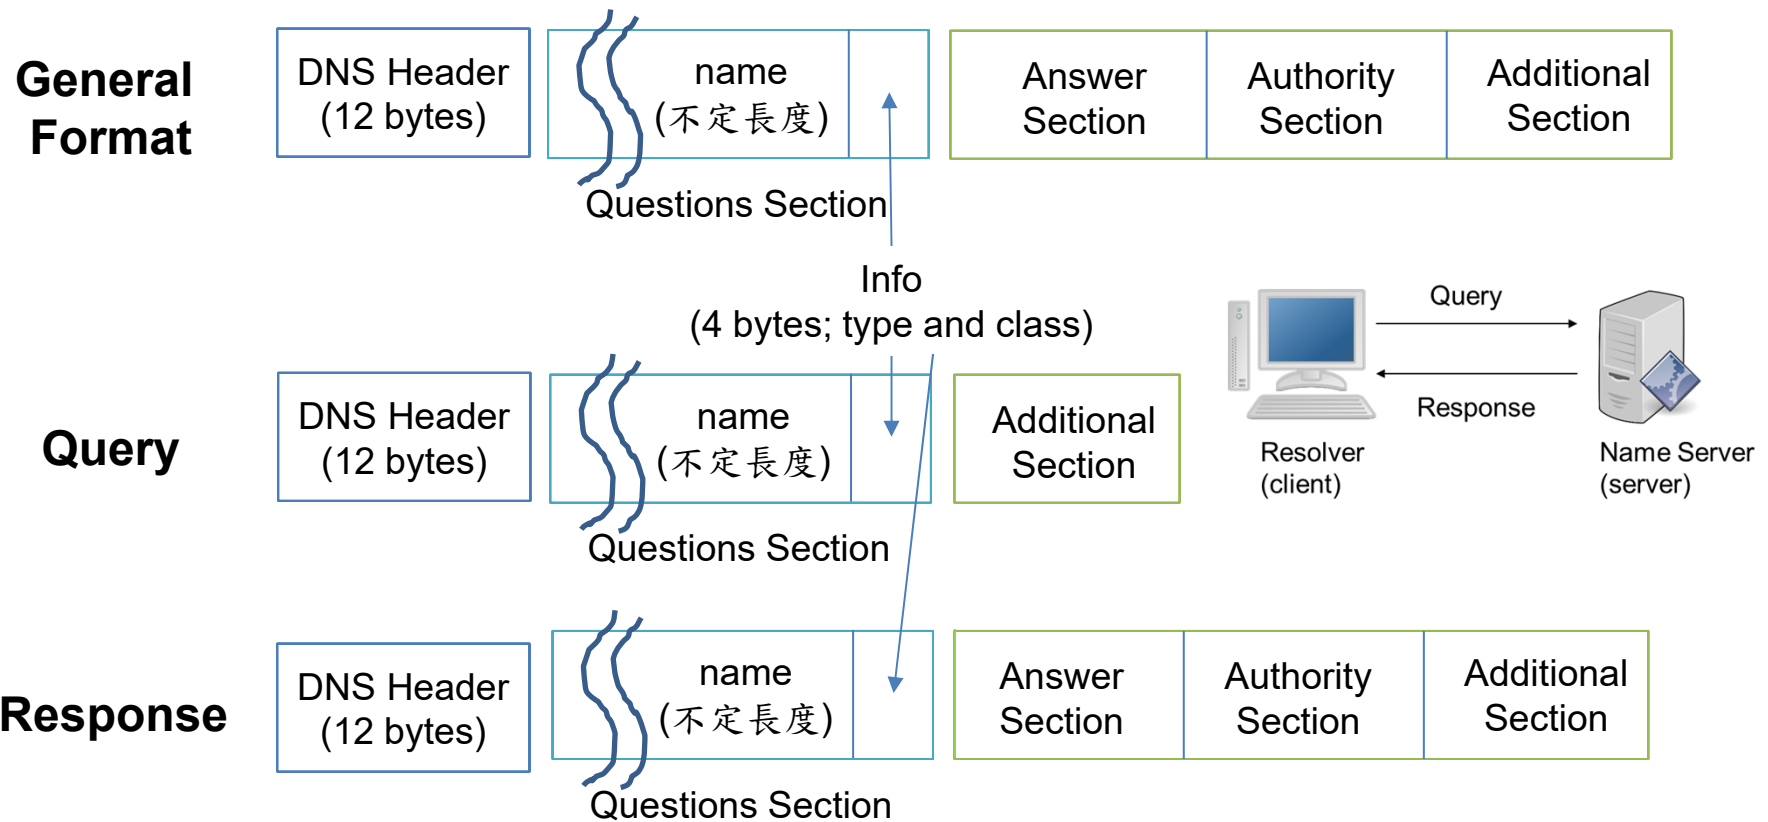 General
Format
DNS Header
(12 bytes)
name
(不定長度)
Questions Section
Answer
Section
Authority
Section
Additional
Section
Info
(4 bytes; type and class)
Query
DNS Header
(12 bytes)
name
(不定長度)
Questions Section
Additional
Section
Query
Response
Resolver
(client)
Name Server
(server)
Response
DNS Header
(12 bytes)
name
(不定長度)
Questions Section
Answer
Section
Authority
Section
Additional
Section